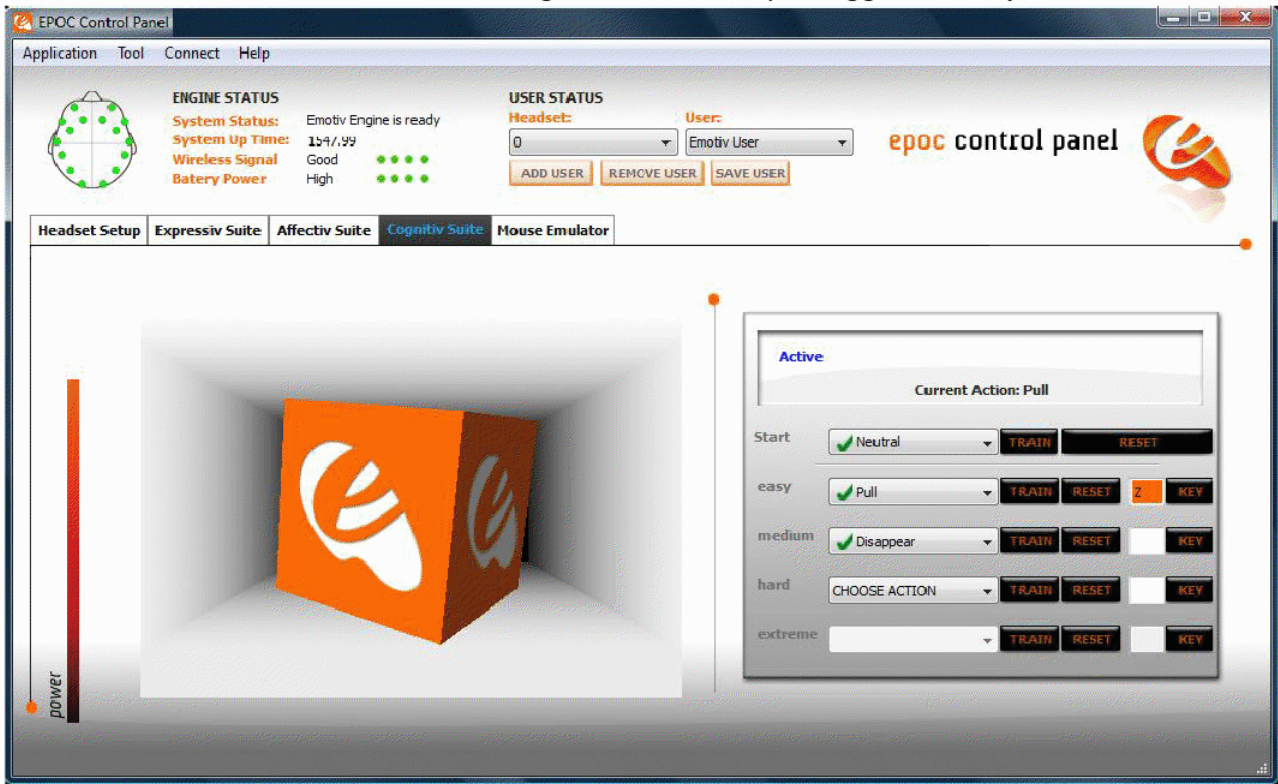 EPOC Control Panel
Application Tool Connect Help
ENGINE STATUS
System Status: Emotiv Engine is ready
System Up Time: 1547.99
Wireless Signal Good
Batery Power High
USER STATUS
Headset: User:
0 Emotiv User
ADD USER REMOVE USER SAVE USER
epoc control panel
Headset Setup Expressiv Suite Affectiv Suite Cognitiv Suite Mouse Emulator
Active
Current Action: Pull
Start Neutral TRAIN RESET
easy Pull TRAIN RESET Z KEY
medium Disappear TRAIN RESET KEY
hard CHOOSE ACTION TRAIN RESET KEY
extreme TRAIN RESET KEY
power